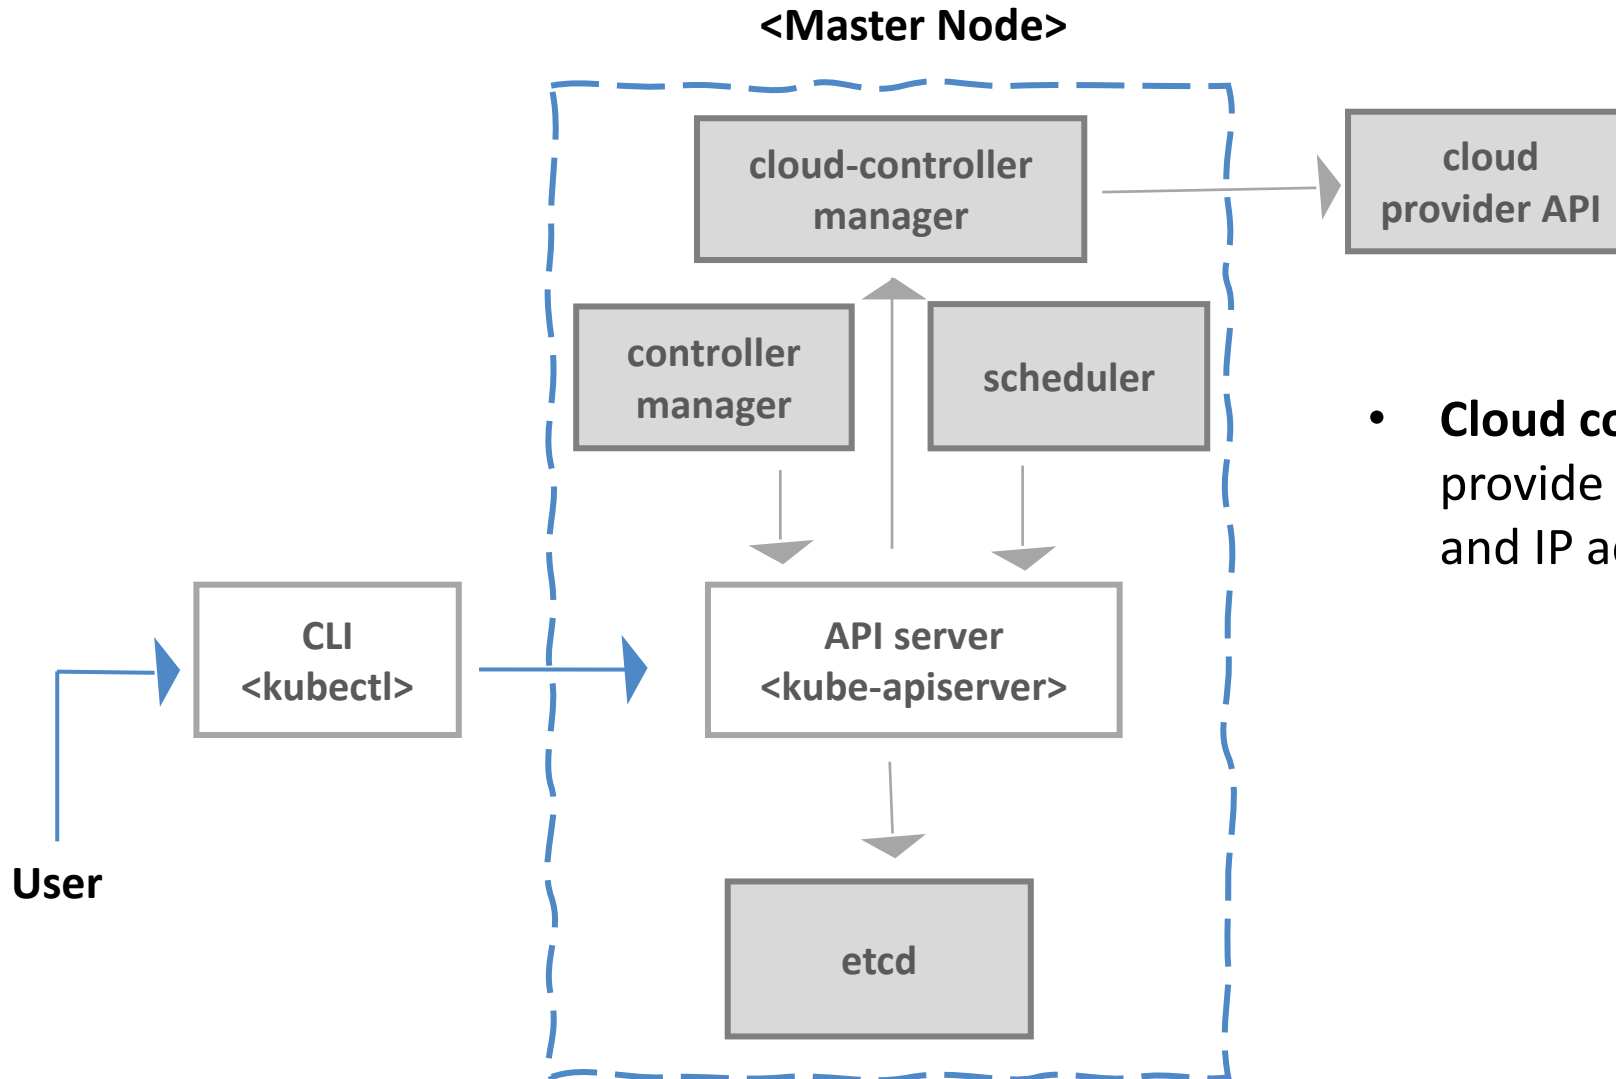 <Master Node>
cloud-controller
manager
cloud
provider API
controller
manager
scheduler
• Cloud
provide
and IP
CLI
<kubectl>
API server
<kube-apiserver>
User
etcd